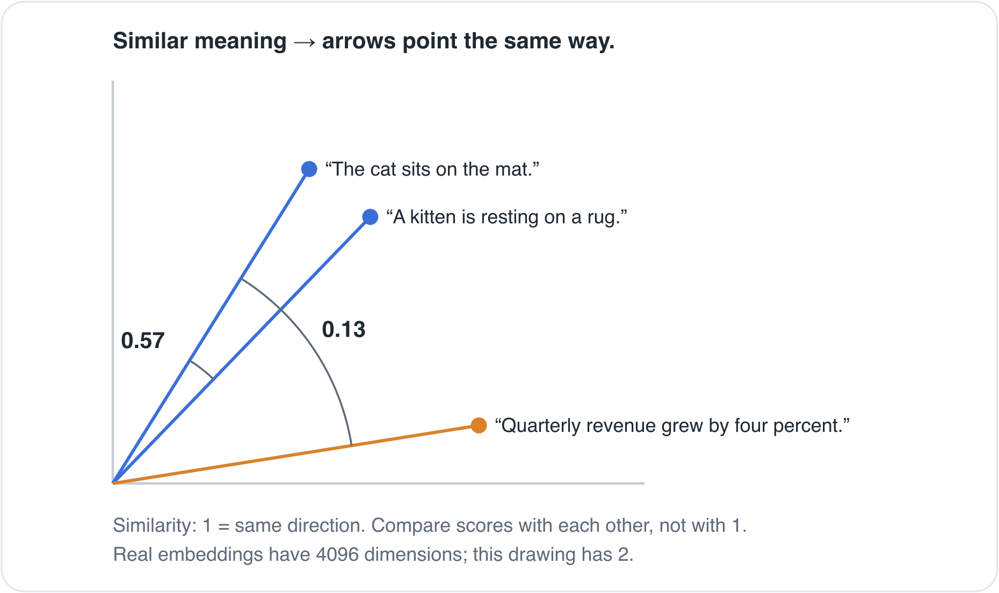 Similar meaning → arrows point the same way.
“The cat sits on the mat.”
“A kitten is resting on a rug.”
0.57
0.13
“Quarterly revenue grew by four percent.”
Similarity: 1 = same direction. Compare scores with each other, not with 1.
Real embeddings have 4096 dimensions; this drawing has 2.